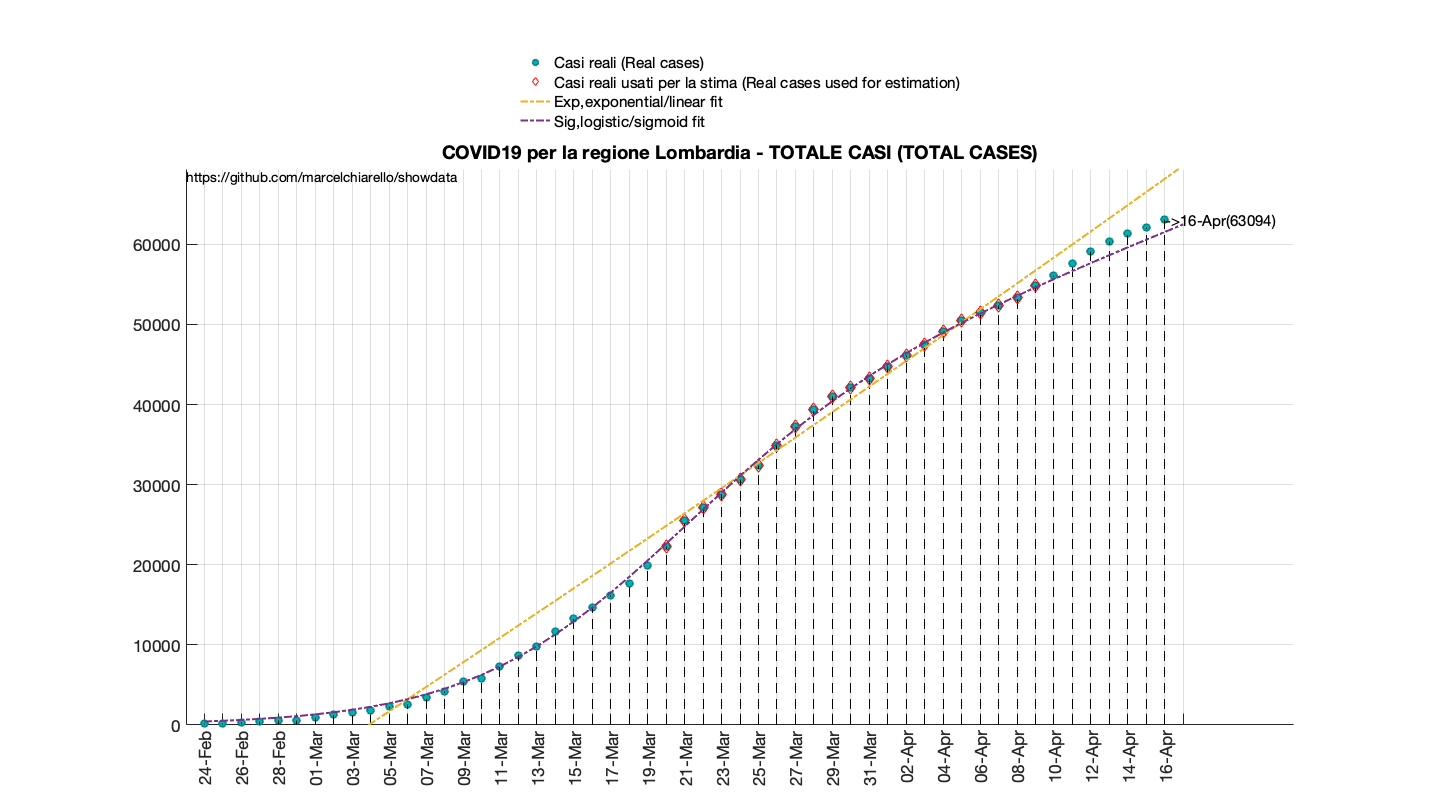 Casi reali (Real cases)
Casi reali usati per la stima (Real cases used for estimation)
Exp,exponential/linear fit
Sig,logistic/sigmoid fit
COVID19 per la regione Lombardia - TOTALE CASI (TOTAL CASES)
https://github.com/marcelchiarello/showdata
->16-Apr(63094)
60000
50000
40000
30000
20000
10000
0
24-Feb
26-Feb
28-Feb
01-Mar
03-Mar
05-Mar
07-Mar
09-Mar
11-Mar
13-Mar
15-Mar
17-Mar
19-Mar
21-Mar
23-Mar
25-Mar
27-Mar
29-Mar
31-Mar
02-Apr
04-Apr
06-Apr
08-Apr
10-Apr
12-Apr
14-Apr
16-Apr